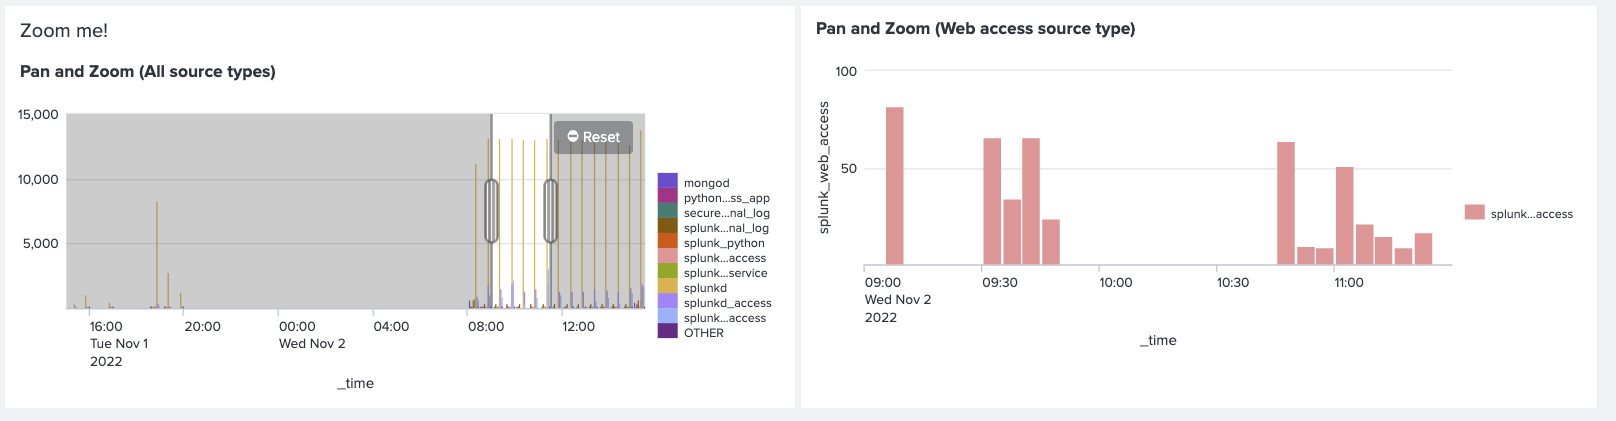 Zoom me!
Pan and Zoom (All source types)
15,000
10,000
5,000
Reset
16:00
Tue Nov 1
2022
20:00
00:00
Wed Nov 2
04:00
08:00
12:00
_time
mongod
python...ss_app
secure...nal_log
splunk...nal_log
splunk_python
splunk...access
splunk...service
splunkd
splunkd_access
splunk...access
OTHER
Pan and Zoom (Web access source type)
splunk_web_access
100
50
09:00
Wed Nov 2
2022
09:30
10:00
10:30
11:00
_time
splunk...access